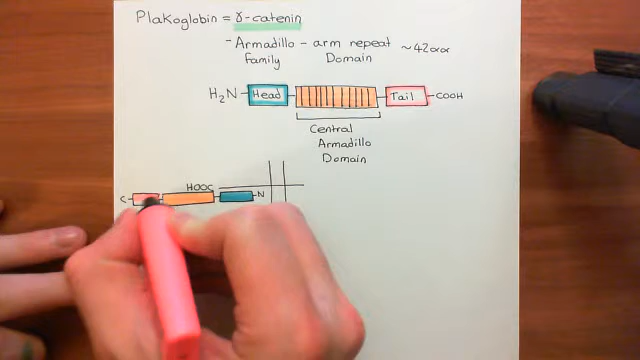 Plakoglobin = γ-catenin
- Armadillo - arm repeat ~42aa
Family Domain
H₂N Head Tail COOH
Central
Armadillo
Domain
HOOC
C N